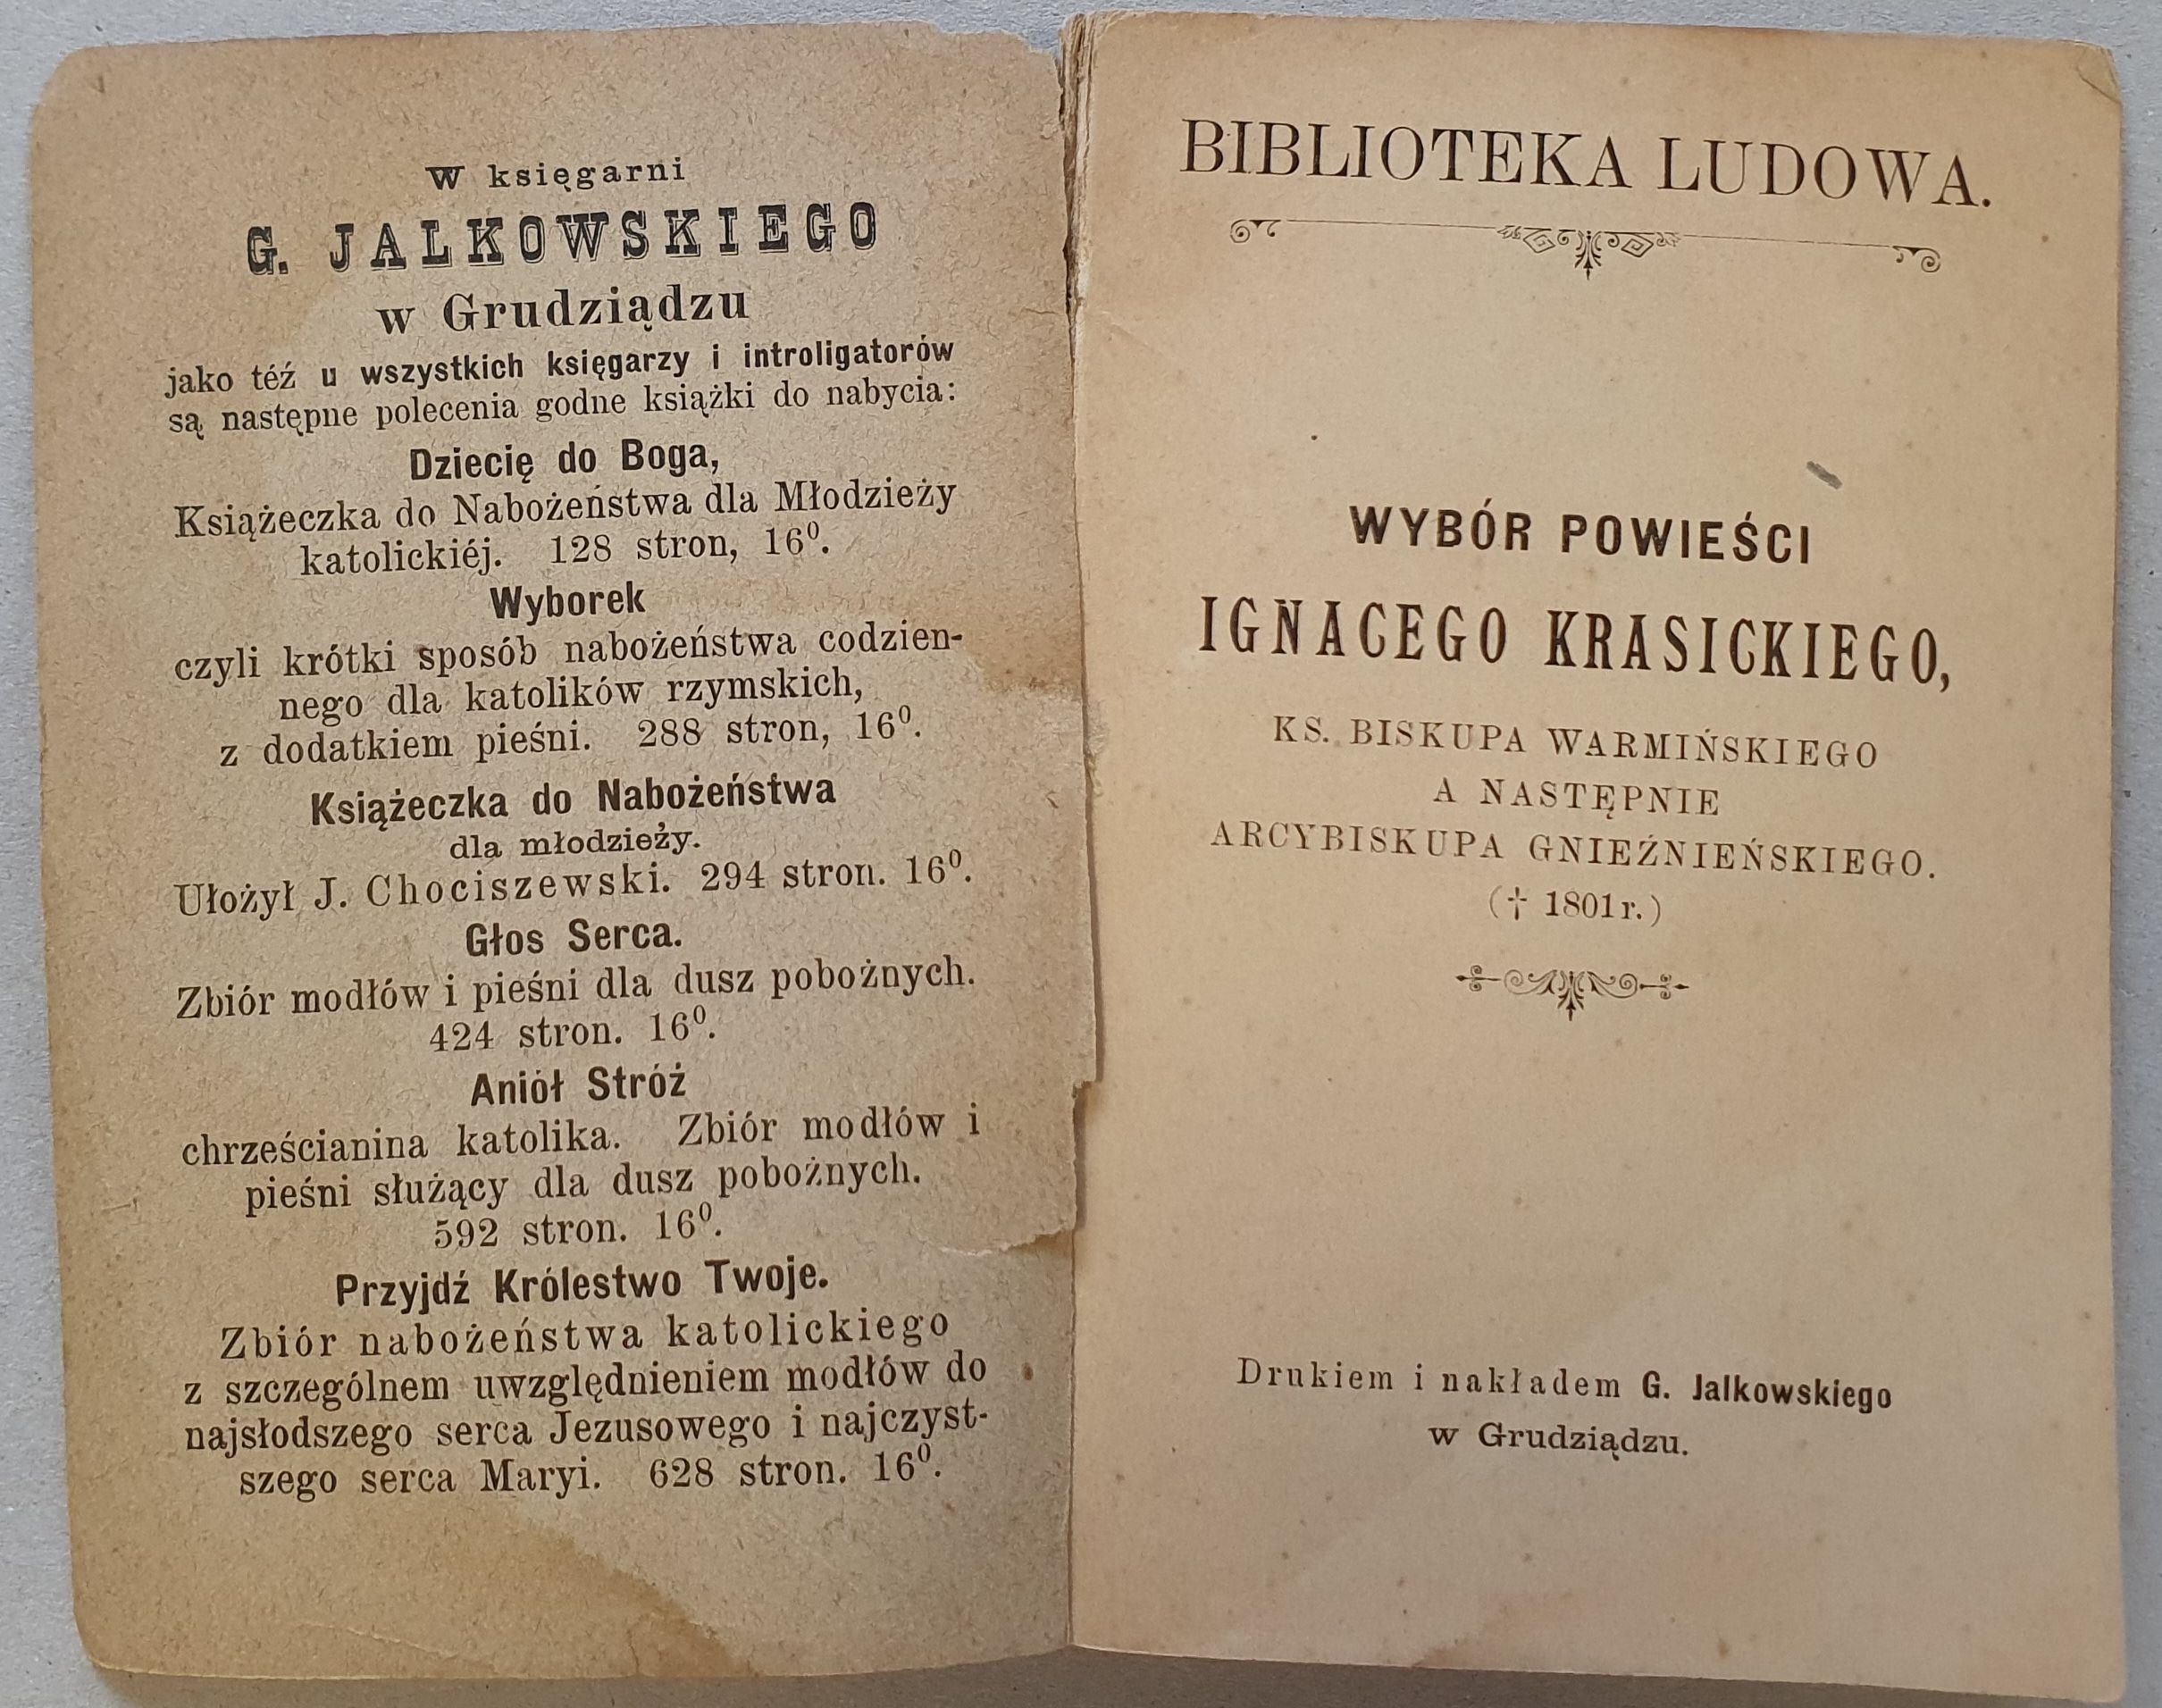 W księgarni
G. JALKOWSKIEGO
w Grudziądzu
jako téż u wszystkich księgarzy i introligatorów
są następne polecenia godne książki do nabycia:
Dziecię do Boga,
Książeczka do Nabożeństwa dla Młodzieży
katolickiéj. 128 stron, 16⁰.
Wyborek
czyli krótki sposób nabożeństwa codzien-
nego dla katolików rzymskich,
z dodatkiem pieśni. 288 stron, 16⁰.
Książeczka do Nabożeństwa
dla młodzieży.
Ułożył J. Chociszewski. 294 stron. 16⁰.
Głos Serca.
Zbiór modłów i pieśni dla dusz pobożnych.
424 stron. 16⁰.
Aniół Stróż
chrześcianina katolika. Zbiór modłów i
pieśni służący dla dusz pobożnych.
592 stron. 16⁰.
Przyjdź Królestwo Twoje.
Zbiór nabożeństwa katolickiego
z szczególnem uwzględnieniem modłów do
najsłodszego serca Jezusowego i najczyst-
szego serca Maryi. 628 stron. 16⁰.
BIBLIOTEKA LUDOWA.
WYBÓR POWIEŚCI
IGNACEGO KRASICKIEGO,
KS. BISKUPA WARMIŃSKIEGO
A NASTĘPNIE
ARCYBISKUPA GNIEŹNIEŃSKIEGO.
(† 1801 r.)
Drukiem i nakładem G. Jalkowskiego
w Grudziądzu.